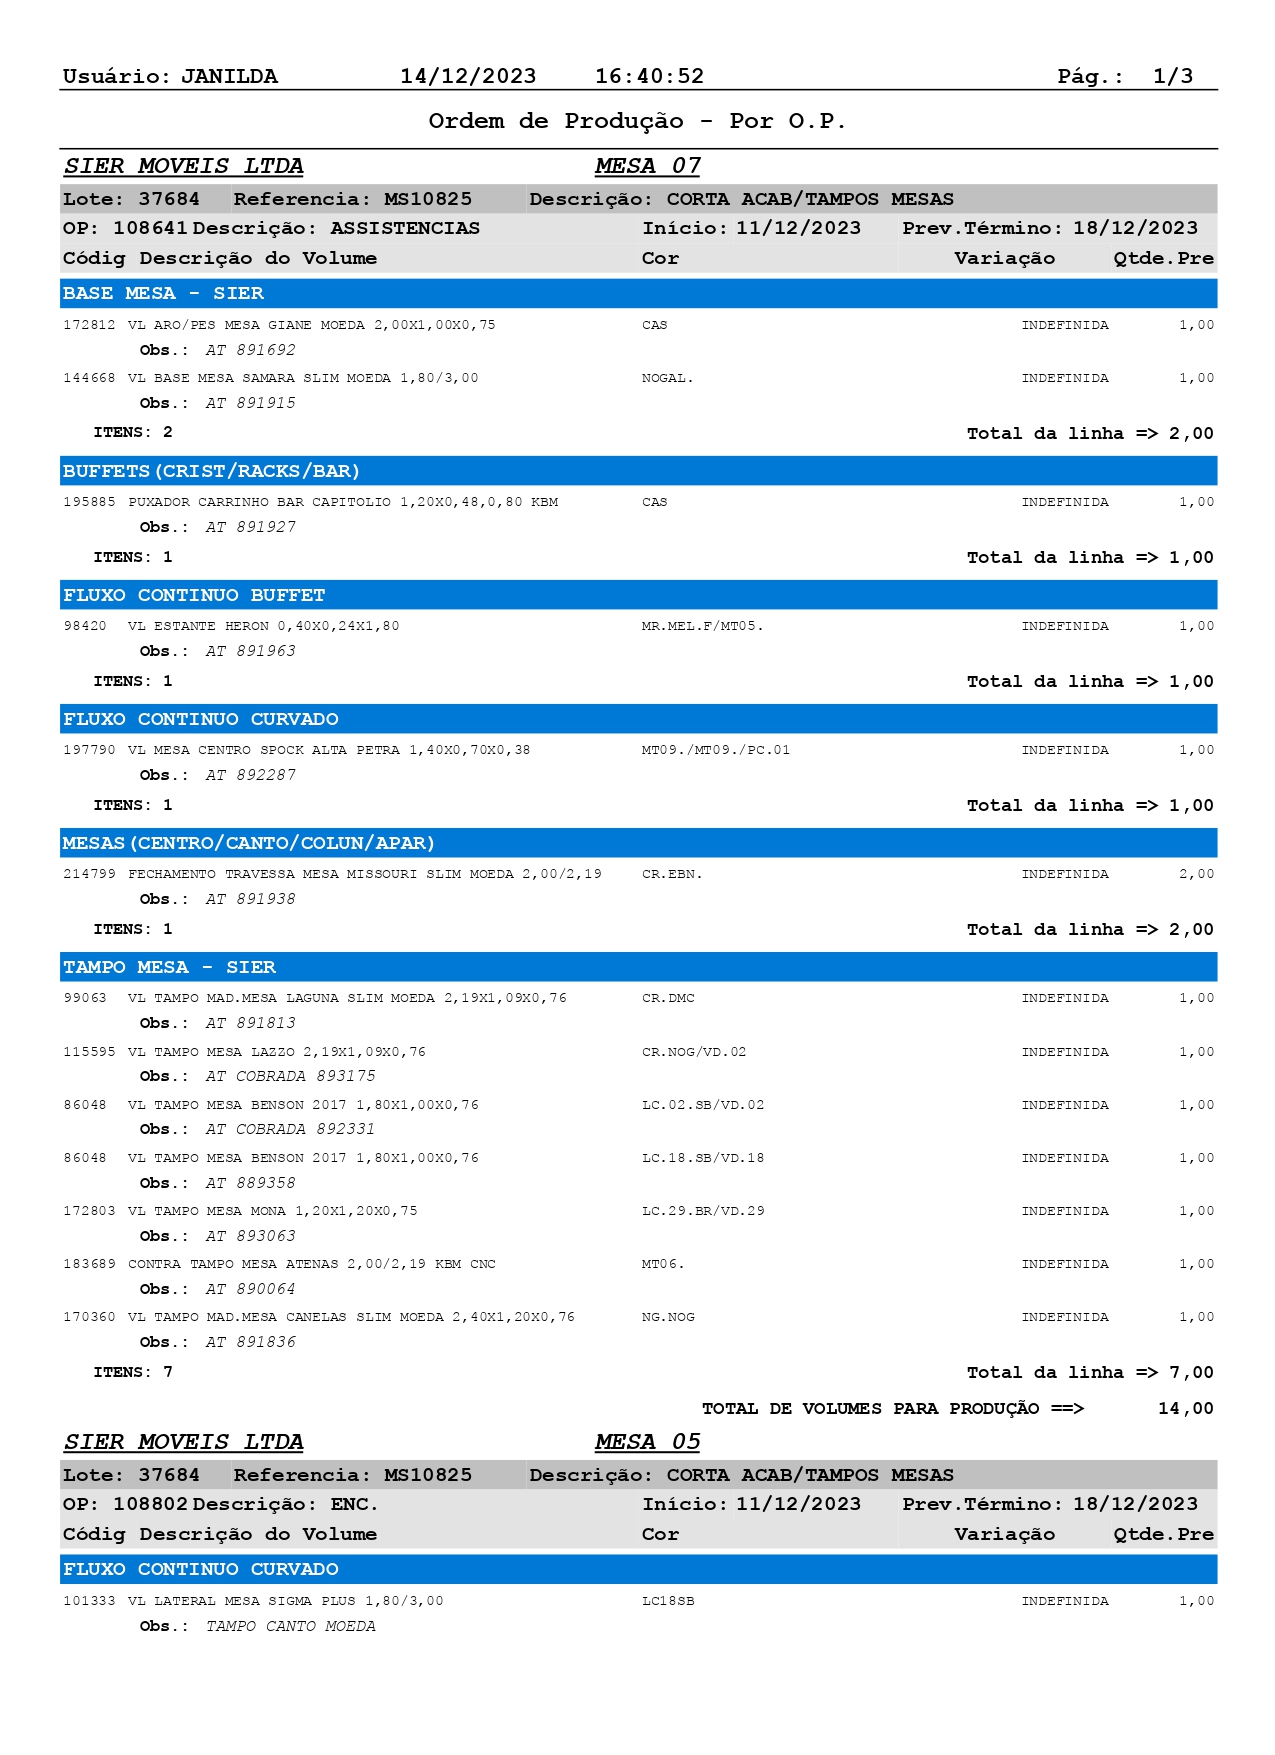 Usuário: JANILDA 14/12/2023 16:40:52 Pág.: 1/3
Ordem de Produção - Por O.P.
SIER MOVEIS LTDA MESA 07
Lote: 37684 Referencia: MS10825 Descrição: CORTA ACAB/TAMPOS MESAS
OP: 108641 Descrição: ASSISTENCIAS Início: 11/12/2023 Prev.Término: 18/12/2023
Códig Descrição do Volume Cor Variação Qtde.Pre
BASE MESA - SIER
172812 VL ARO/PES MESA GIANE MOEDA 2,00X1,00X0,75 CAS INDEFINIDA 1,00
Obs.: AT 891692
144668 VL BASE MESA SAMARA SLIM MOEDA 1,80/3,00 NOGAL. INDEFINIDA 1,00
Obs.: AT 891915
ITENS: 2 Total da linha => 2,00
BUFFETS(CRIST/RACKS/BAR)
195885 PUXADOR CARRINHO BAR CAPITOLIO 1,20X0,48,0,80 KBM CAS INDEFINIDA 1,00
Obs.: AT 891927
ITENS: 1 Total da linha => 1,00
FLUXO CONTINUO BUFFET
98420 VL ESTANTE HERON 0,40X0,24X1,80 MR.MEL.F/MT05. INDEFINIDA 1,00
Obs.: AT 891963
ITENS: 1 Total da linha => 1,00
FLUXO CONTINUO CURVADO
197790 VL MESA CENTRO SPOCK ALTA PETRA 1,40X0,70X0,38 MT09./MT09./PC.01 INDEFINIDA 1,00
Obs.: AT 892287
ITENS: 1 Total da linha => 1,00
MESAS(CENTRO/CANTO/COLUN/APAR)
214799 FECHAMENTO TRAVESSA MESA MISSOURI SLIM MOEDA 2,00/2,19 CR.EBN. INDEFINIDA 2,00
Obs.: AT 891938
ITENS: 1 Total da linha => 2,00
TAMPO MESA - SIER
99063 VL TAMPO MAD.MESA LAGUNA SLIM MOEDA 2,19X1,09X0,76 CR.DMC INDEFINIDA 1,00
Obs.: AT 891813
115595 VL TAMPO MESA LAZZO 2,19X1,09X0,76 CR.NOG/VD.02 INDEFINIDA 1,00
Obs.: AT COBRADA 893175
86048 VL TAMPO MESA BENSON 2017 1,80X1,00X0,76 LC.02.SB/VD.02 INDEFINIDA 1,00
Obs.: AT COBRADA 892331
86048 VL TAMPO MESA BENSON 2017 1,80X1,00X0,76 LC.18.SB/VD.18 INDEFINIDA 1,00
Obs.: AT 889358
172803 VL TAMPO MESA MONA 1,20X1,20X0,75 LC.29.BR/VD.29 INDEFINIDA 1,00
Obs.: AT 893063
183689 CONTRA TAMPO MESA ATENAS 2,00/2,19 KBM CNC MT06. INDEFINIDA 1,00
Obs.: AT 890064
170360 VL TAMPO MAD.MESA CANELAS SLIM MOEDA 2,40X1,20X0,76 NG.NOG INDEFINIDA 1,00
Obs.: AT 891836
ITENS: 7 Total da linha => 7,00
TOTAL DE VOLUMES PARA PRODUÇÃO ==> 14,00
SIER MOVEIS LTDA MESA 05
Lote: 37684 Referencia: MS10825 Descrição: CORTA ACAB/TAMPOS MESAS
OP: 108802 Descrição: ENC. Início: 11/12/2023 Prev.Término: 18/12/2023
Códig Descrição do Volume Cor Variação Qtde.Pre
FLUXO CONTINUO CURVADO
101333 VL LATERAL MESA SIGMA PLUS 1,80/3,00 LC18SB INDEFINIDA 1,00
Obs.: TAMPO CANTO MOEDA